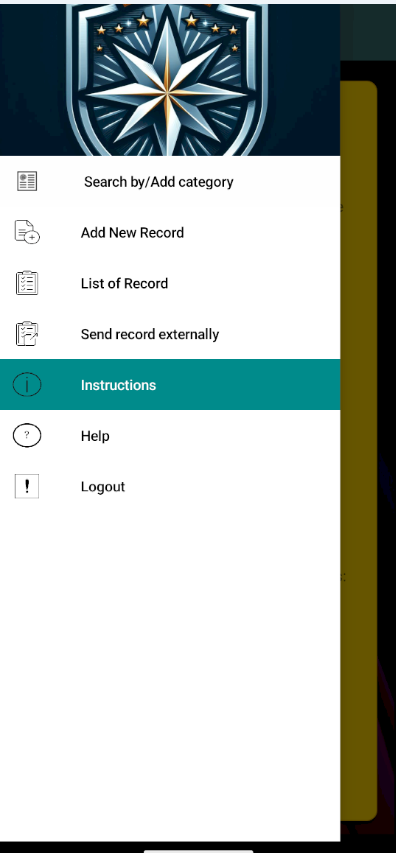 Search by/Add category
Add New Record
List of Record
Send record externally
Instructions
Help
Logout